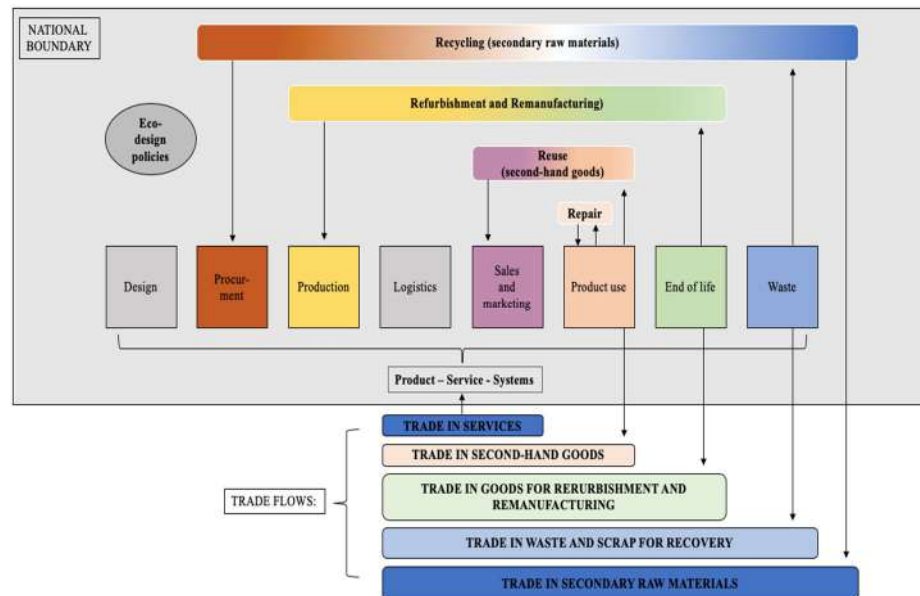 NATIONAL
BOUNDARY
Recycling (secondary raw materials)
Refurbishment and Remanufacturing)
Eco-
design
policies
Reuse
(second-hand goods)
Repair
Design
Procur-
ment
Production
Logistics
Sales
and
marketing
Product use
End of life
Waste
Product – Service - Systems
TRADE FLOWS:
TRADE IN SERVICES
TRADE IN SECOND-HAND GOODS
TRADE IN GOODS FOR RERURBISHMENT AND
REMANUFACTURING
TRADE IN WASTE AND SCRAP FOR RECOVERY
TRADE IN SECONDARY RAW MATERIALS